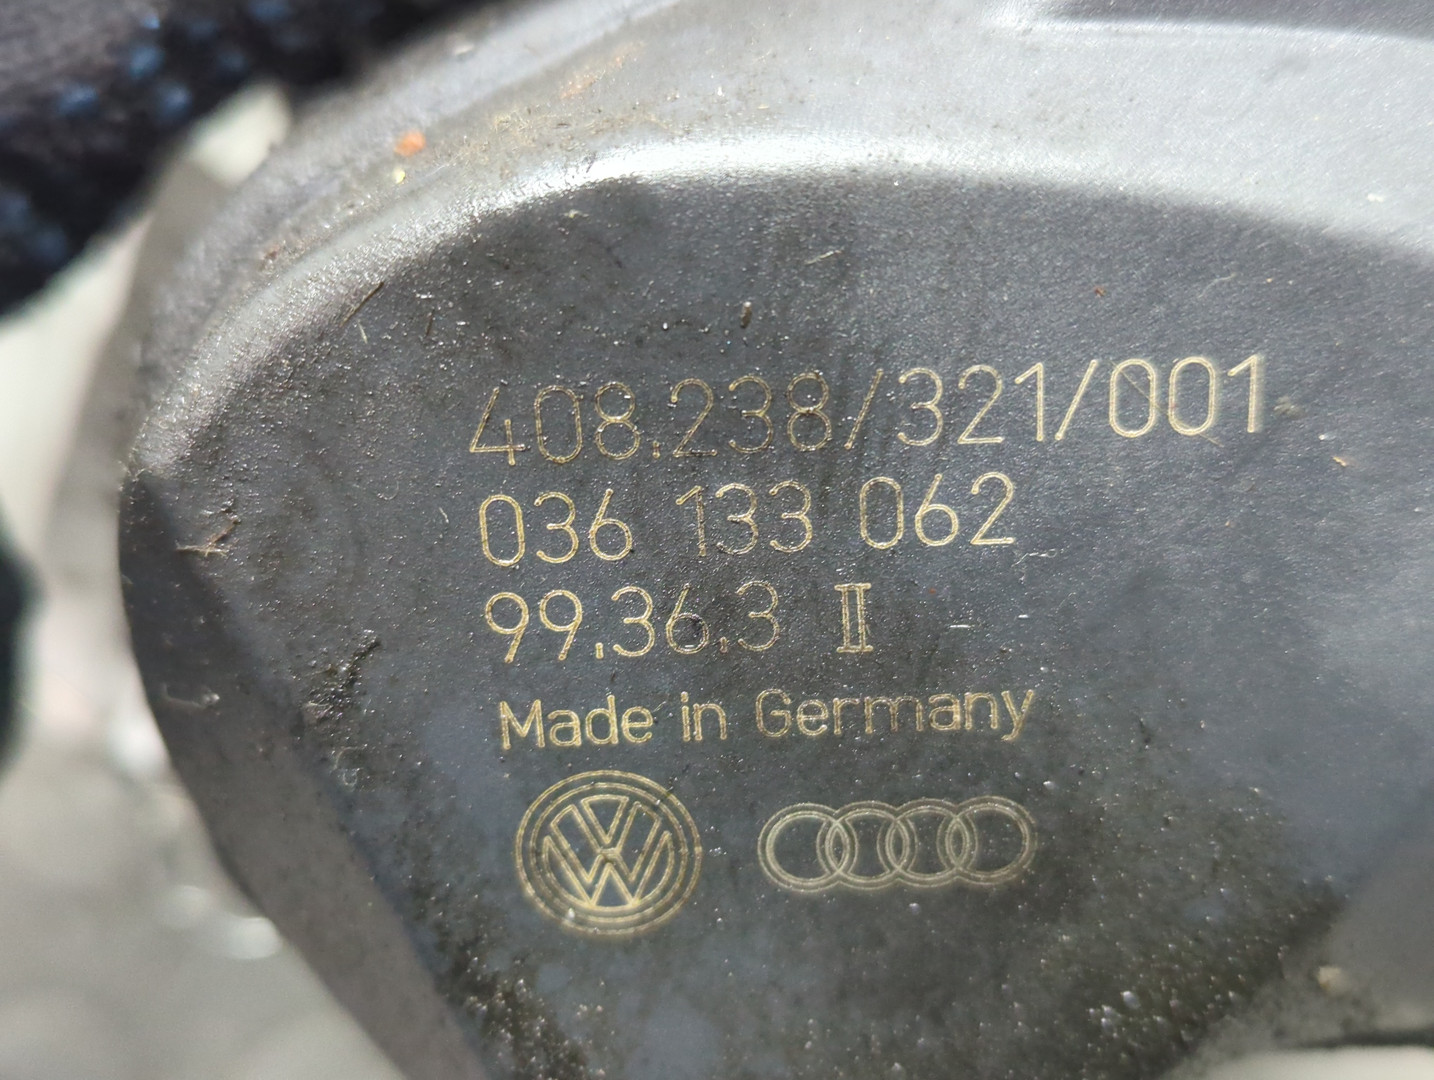 408.238/321/001
036 133 062
99.36.3 II
Made in Germany